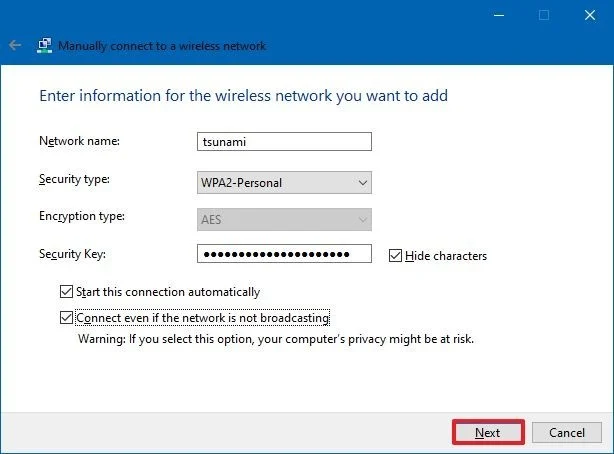 Manually connect to a wireless network
Enter information for the wireless network you want to add
Network name: tsunami
Security type: WPA2-Personal
Encryption type: AES
Security Key: ●●●●●●●●●●●●●●●●●●●●● Hide characters
Start this connection automatically
Connect even if the network is not broadcasting
Warning: If you select this option, your computer's privacy might be at risk.
Next Cancel